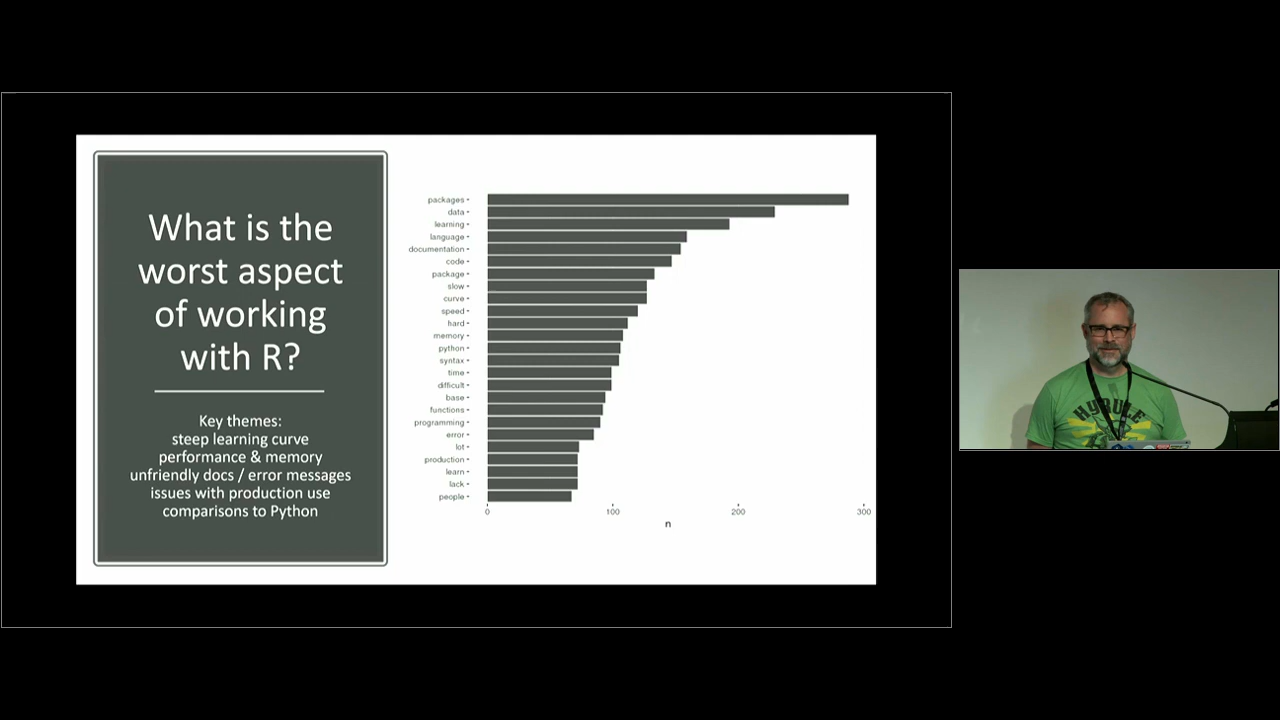 What is the
worst aspect
of working
with R?
Key themes:
steep learning curve
performance & memory
unfriendly docs / error messages
issues with production use
comparisons to Python
packages
data
learning
language
documentation
code
package
slow
curve
speed
hard
memory
python
syntax
time
difficult
base
functions
programming
error
lot
production
learn
lack
people
0 100 200 300
n
HYRULE